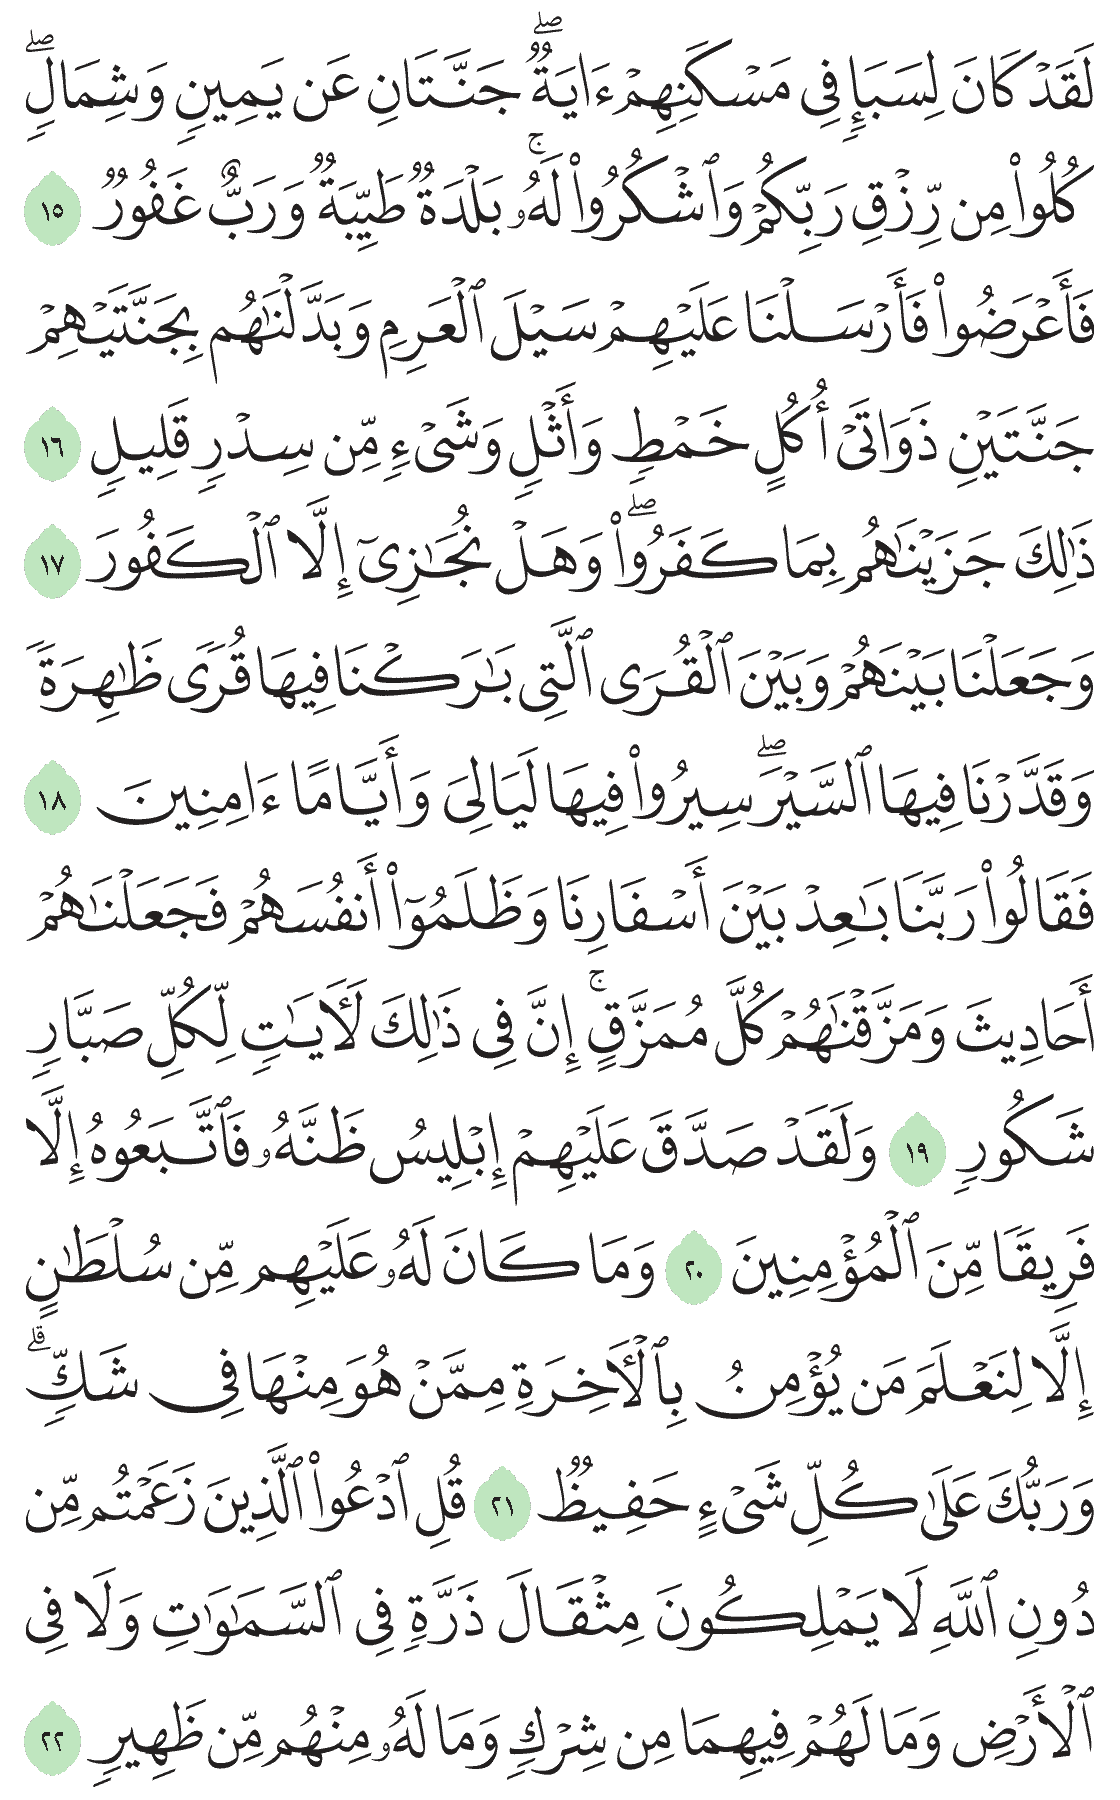 لَقَدْ كَانَ لِسَبَإٖ فِي مَسْكَنِهِمْ ءَايَةٞۖ جَنَّتَانِ عَن يَمِينٖ وَشِمَالٖۖ
كُلُواْ مِن رِّزْقِ رَبِّكُمْ وَٱشْكُرُواْ لَهُۥۚ بَلْدَةٞ طَيِّبَةٞ وَرَبٌّ غَفُورٞ ١٥
فَأَعْرَضُواْ فَأَرْسَلْنَا عَلَيْهِمْ سَيْلَ ٱلْعَرِمِ وَبَدَّلْنَٰهُم بِجَنَّتَيْهِمْ
جَنَّتَيْنِ ذَوَاتَيْ أُكُلٍ خَمْطٖ وَأَثْلٖ وَشَيْءٖ مِّن سِدْرٖ قَلِيلٖ ١٦
ذَٰلِكَ جَزَيْنَٰهُم بِمَا كَفَرُواْۖ وَهَلْ نُجَٰزِيٓ إِلَّا ٱلْكَفُورَ ١٧
وَجَعَلْنَا بَيْنَهُمْ وَبَيْنَ ٱلْقُرَى ٱلَّتِي بَٰرَكْنَا فِيهَا قُرٗى ظَٰهِرَةٗ
وَقَدَّرْنَا فِيهَا ٱلسَّيْرَۖ سِيرُواْ فِيهَا لَيَالِيَ وَأَيَّامًا ءَامِنِينَ ١٨
فَقَالُواْ رَبَّنَا بَٰعِدْ بَيْنَ أَسْفَارِنَا وَظَلَمُوٓاْ أَنفُسَهُمْ فَجَعَلْنَٰهُمْ
أَحَادِيثَ وَمَزَّقْنَٰهُمْ كُلَّ مُمَزَّقٍۚ إِنَّ فِي ذَٰلِكَ لَأٓيَٰتٖ لِّكُلِّ صَبَّارٖ
شَكُورٖ ١٩ وَلَقَدْ صَدَّقَ عَلَيْهِمْ إِبْلِيسُ ظَنَّهُۥ فَٱتَّبَعُوهُ إِلَّا
فَرِيقٗا مِّنَ ٱلْمُؤْمِنِينَ ٢٠ وَمَا كَانَ لَهُۥ عَلَيْهِم مِّن سُلْطَٰنٍ
إِلَّا لِنَعْلَمَ مَن يُؤْمِنُ بِٱلْأٓخِرَةِ مِمَّنْ هُوَ مِنْهَا فِي شَكّٖۗ
وَرَبُّكَ عَلَىٰ كُلِّ شَيْءٍ حَفِيظٞ ٢١ قُلِ ٱدْعُواْ ٱلَّذِينَ زَعَمْتُم مِّن
دُونِ ٱللَّهِ لَا يَمْلِكُونَ مِثْقَالَ ذَرَّةٖ فِي ٱلسَّمَٰوَٰتِ وَلَا فِي
ٱلْأَرْضِ وَمَا لَهُمْ فِيهِمَا مِن شِرْكٖ وَمَا لَهُۥ مِنْهُم مِّن ظَهِيرٖ ٢٢